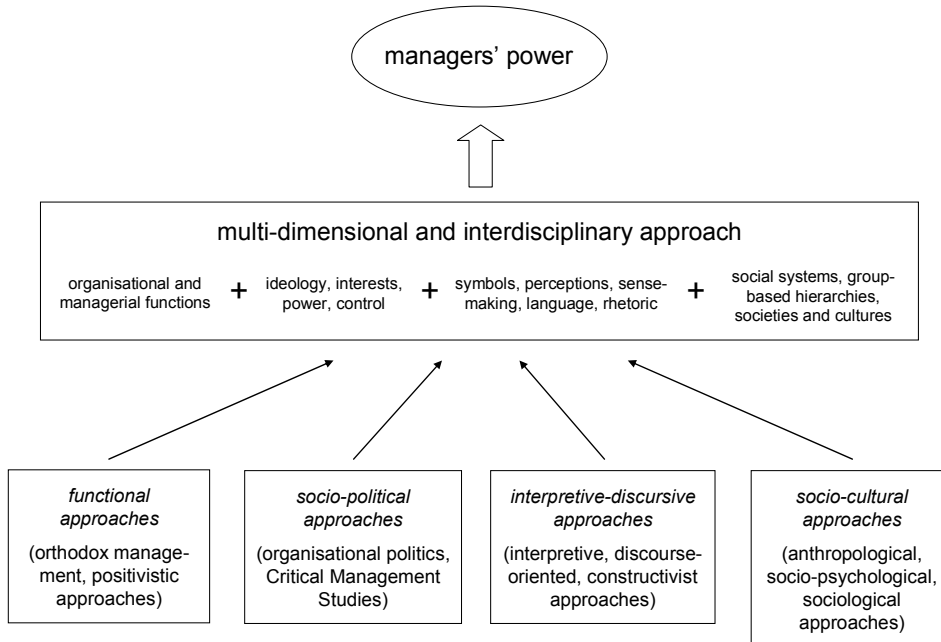 managers’ power
multi-dimensional and interdisciplinary approach
organisational and
managerial functions
+
ideology, interests,
power, control
+
symbols, perceptions, sense-
making, language, rhetoric
+
social systems, group-
based hierarchies,
societies and cultures
functional
approaches
(orthodox manage-
ment, positivistic
approaches)
socio-political
approaches
(organisational politics,
Critical Management
Studies)
interpretive-discursive
approaches
(interpretive, discourse-
oriented, constructivist
approaches)
socio-cultural
approaches
(anthropological,
socio-psychological,
sociological
approaches)